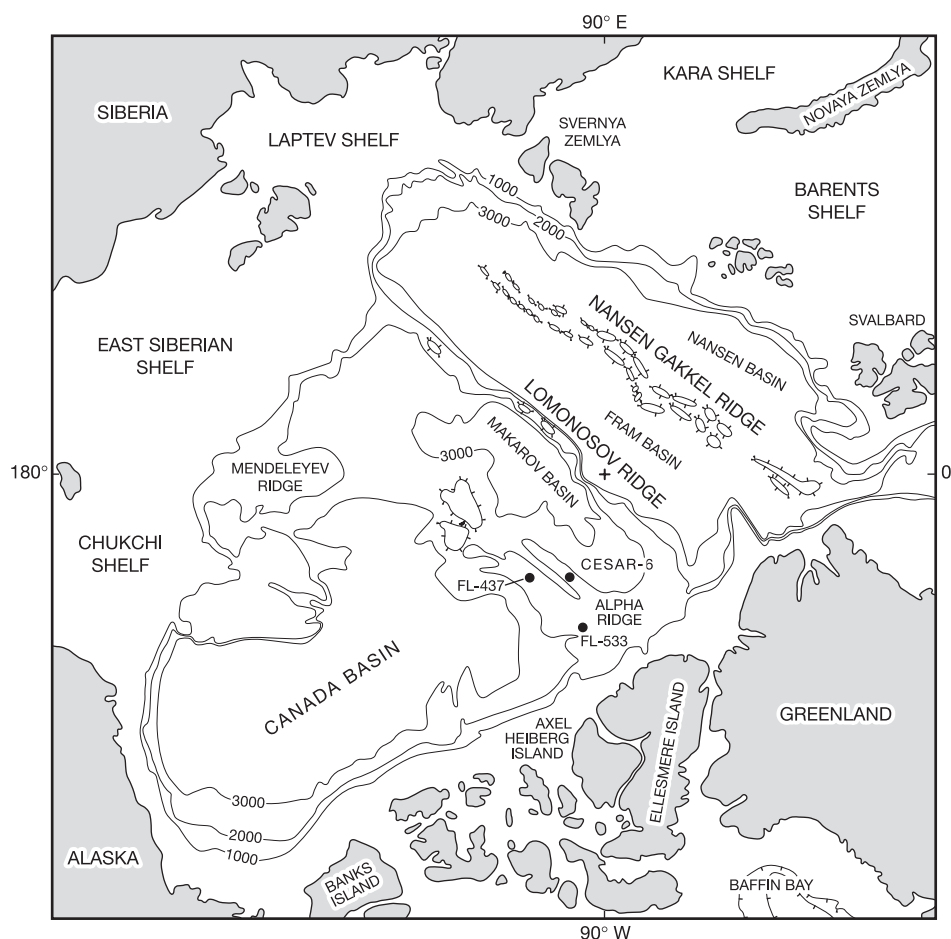 90° E
KARA SHELF
NOVAYA ZEMLYA
SIBERIA
SVERNYA
ZEMLYA
LAPTEV SHELF
1000
2000
3000
BARENTS
SHELF
NANSEN GAKKEL RIDGE
NANSEN BASIN
SVALBARD
EAST SIBERIAN
SHELF
LOMONOSOV RIDGE
FRAM BASIN
MAKAROV BASIN
3000
180°
MENDELEYEV
RIDGE
0
CHUKCHI
SHELF
CESAR-6
FL-437
ALPHA
RIDGE
FL-533
CANADA BASIN
AXEL
HEIBERG
ISLAND
ELLESMERE ISLAND
GREENLAND
3000
2000
1000
ALASKA
BANKS
ISLAND
BAFFIN BAY
90° W